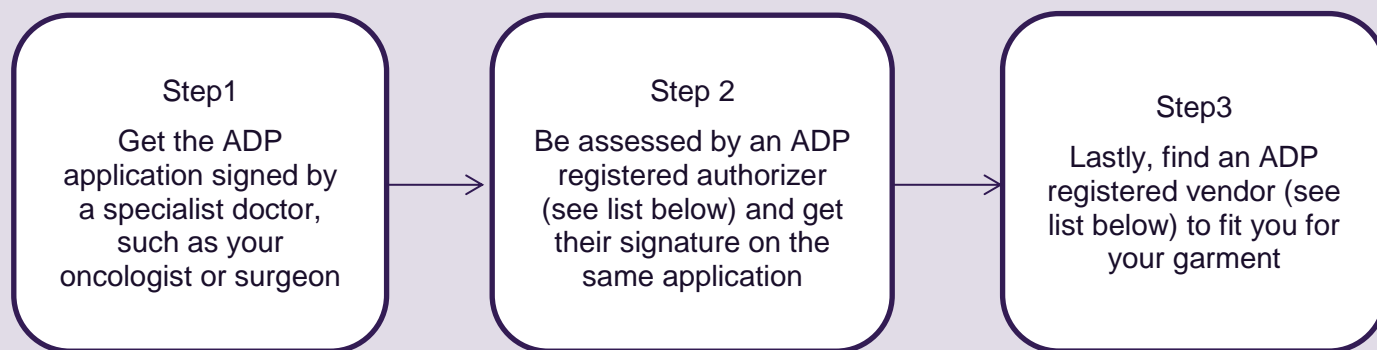 Step1
Get the ADP
application signed by
a specialist doctor,
such as your
oncologist or surgeon
Step 2
Be assessed by an ADP
registered authorizer
(see list below) and get
their signature on the
same application
Step3
Lastly, find an ADP
registered vendor (see
list below) to fit you for
your garment